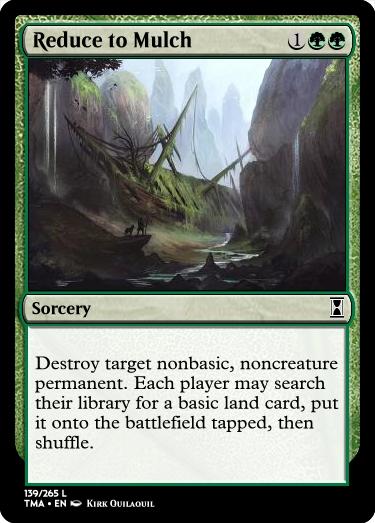 Reduce to Mulch 1
Sorcery
Destroy target nonbasic, noncreature
permanent. Each player may search
their library for a basic land card, put
it onto the battlefield tapped, then
shuffle.
139/265 L
TMA • EN Kirk Quilaquil